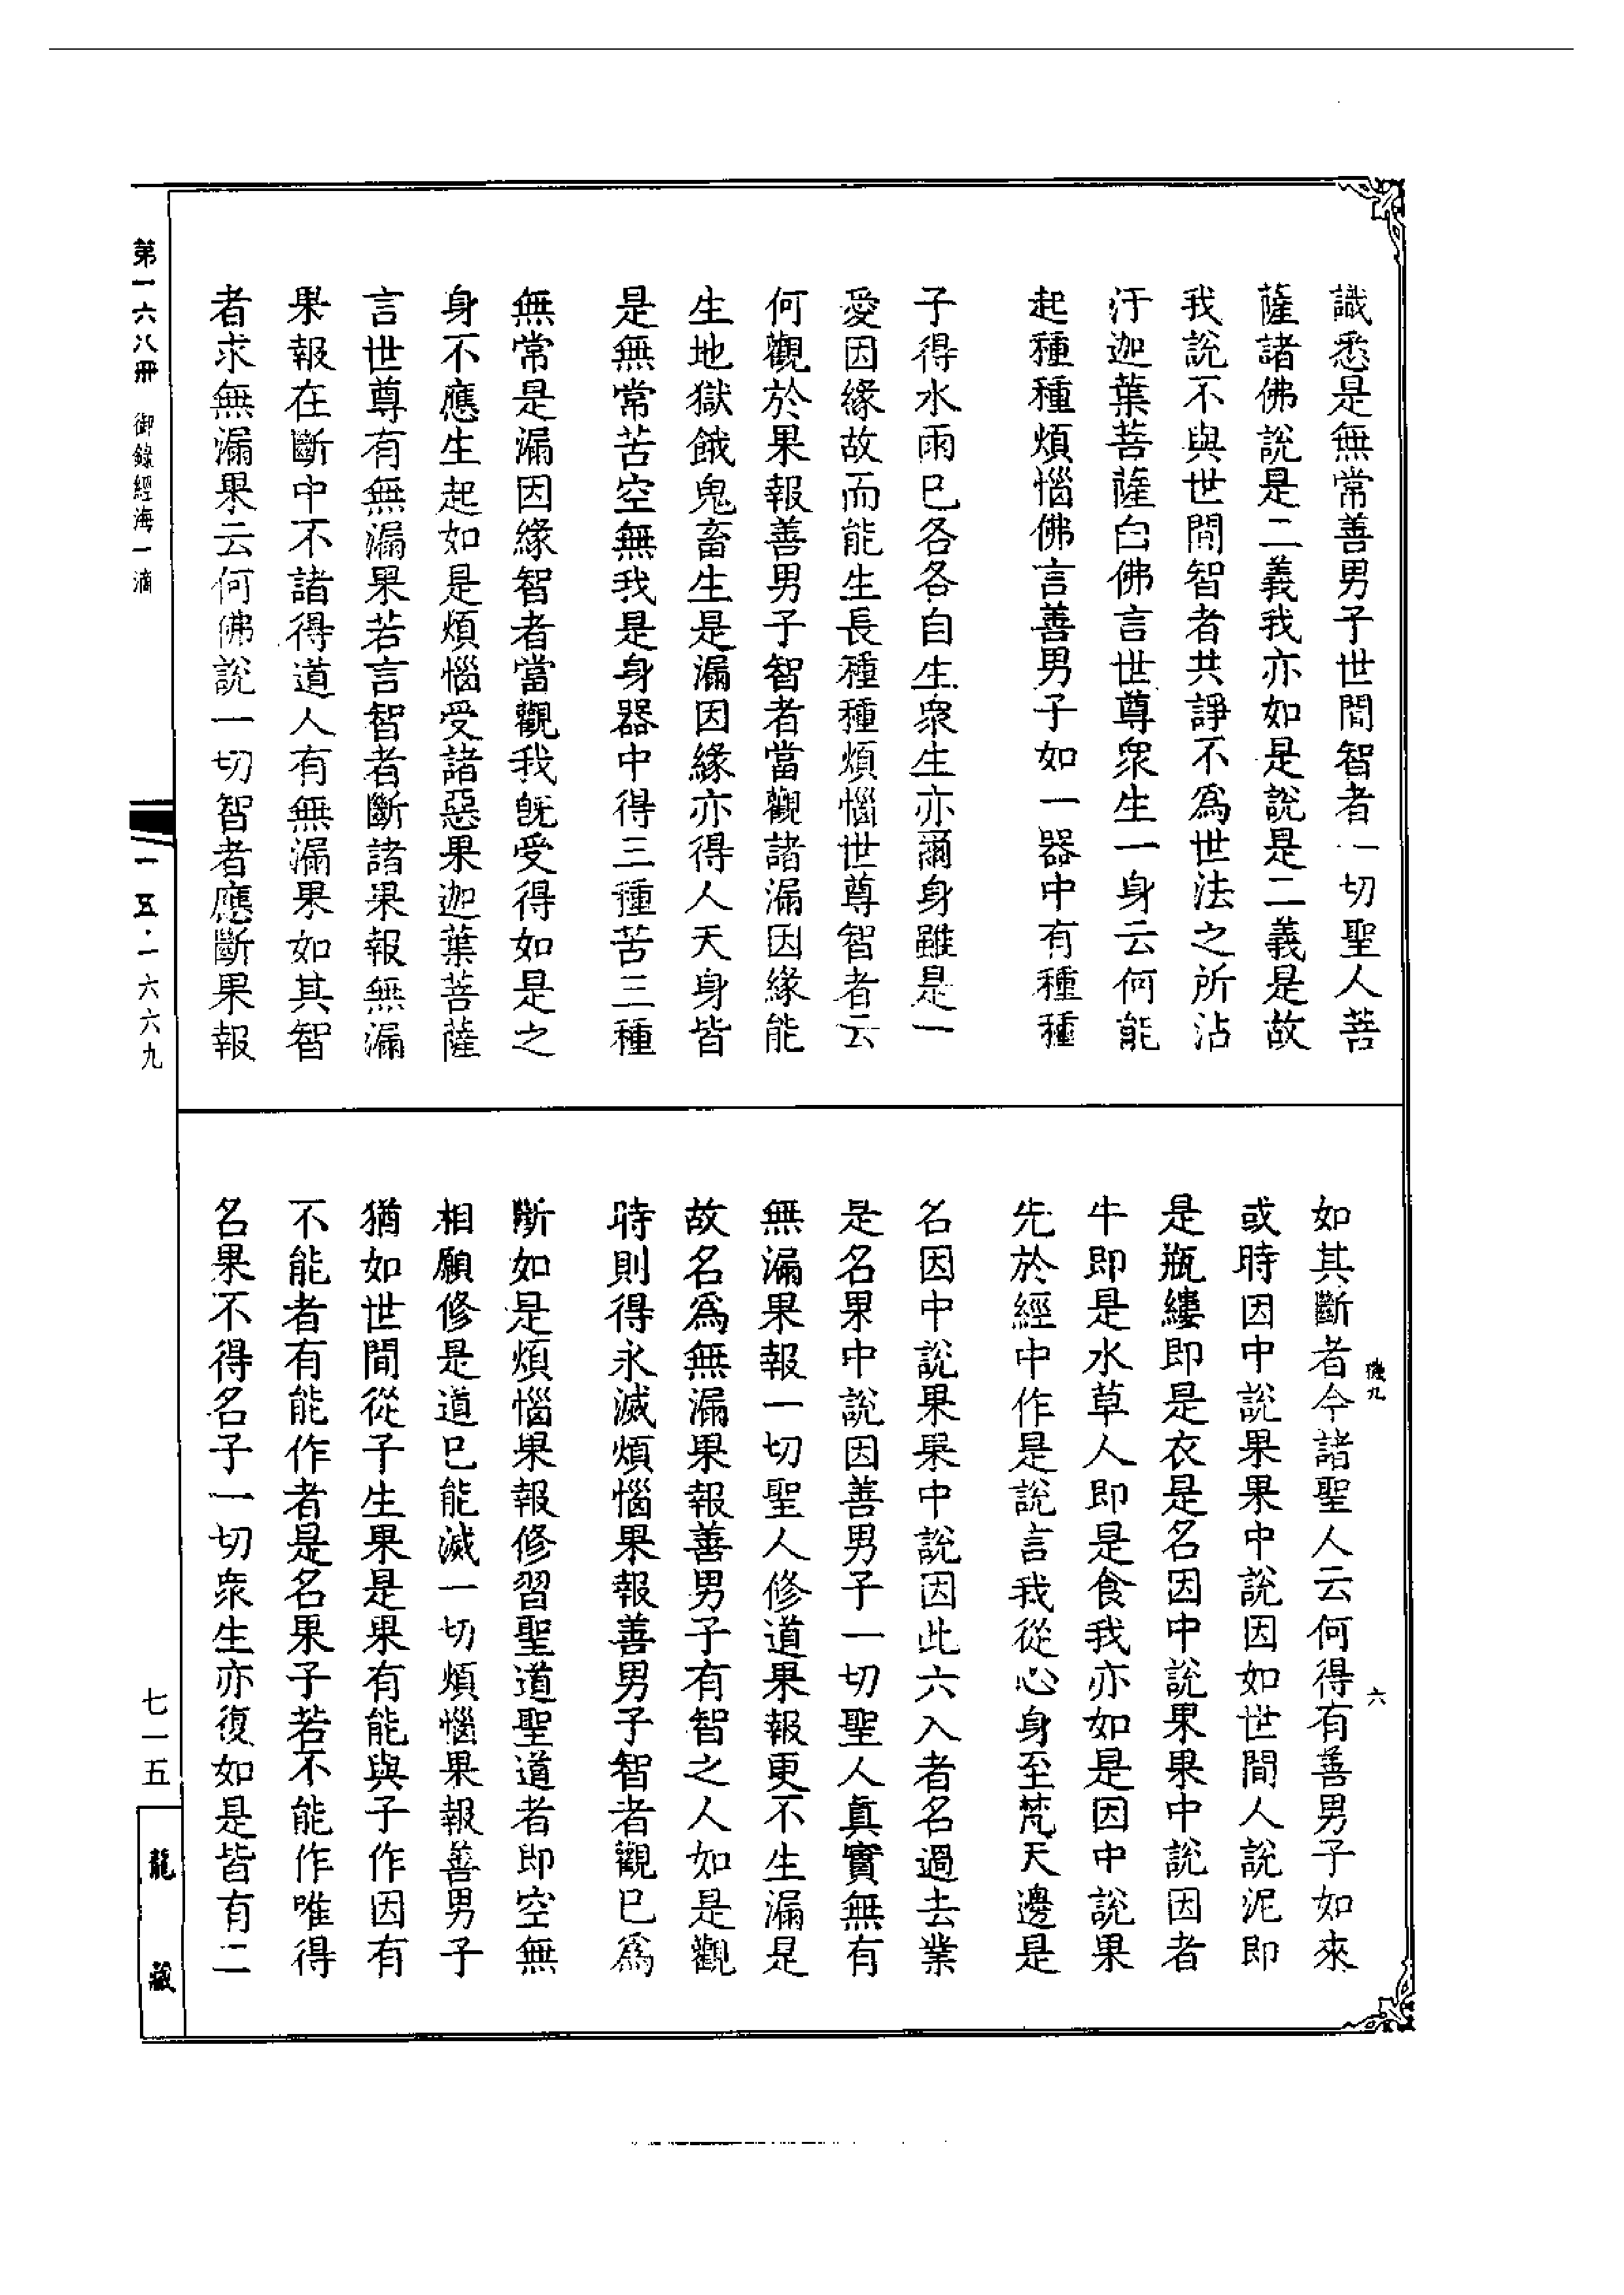 識悉是無常善男子世間智者一切聖人菩
薩諸佛說是二義我亦如是說是二義是故
我說不與世間智者共諍不爲世法之所沾
汙迦葉菩薩白佛言世尊衆生一身云何能
起種種煩惱佛言善男子如一器中有種種
子得水雨已各各自生衆生亦爾身雖是一
愛因緣故而能生長種種煩惱世尊智者云
何觀於果報善男子智者當觀諸漏因緣能
生地獄餓鬼畜生是漏因緣亦得人天身皆
是無常苦空無我是身器中得三種苦三種
無常是漏因緣智者當觀我旣受得如是之
身不應生起如是煩惱受諸惡果迦葉菩薩
言世尊有無漏果若言智者斷諸果報無漏
果報在斷中不諸得道人有無漏果如其智
者求無漏果云何佛說一切智者應斷果報
如其斷者今諸聖人云何得有善男子如來
或時因中說果果中說因如世間人說泥即
是瓶縷即是衣是名因中說果果中說因者
牛即是水草人即是食我亦如是因中說果
先於經中作是說言我從心身至梵天邊是
名因中說果果中說因此六入者名過去業
是名果中說因善男子一切聖人真實無有
無漏果報一切聖人修道果報更不生漏是
故名爲無漏果報善男子有智之人如是觀
時則得永滅煩惱果報善男子智者觀已爲
斷如是煩惱果報修習聖道聖道者即空無
相願修是道已能滅一切煩惱果報善男子
猶如世間從子生果是果有能與子作因有
不能者有能作者是名果子若不能作唯得
名果不得名子一切衆生亦復如是皆有二
機九
六
第一六八冊
御錄經海一滴
一五·一六六九
七一五
龍藏